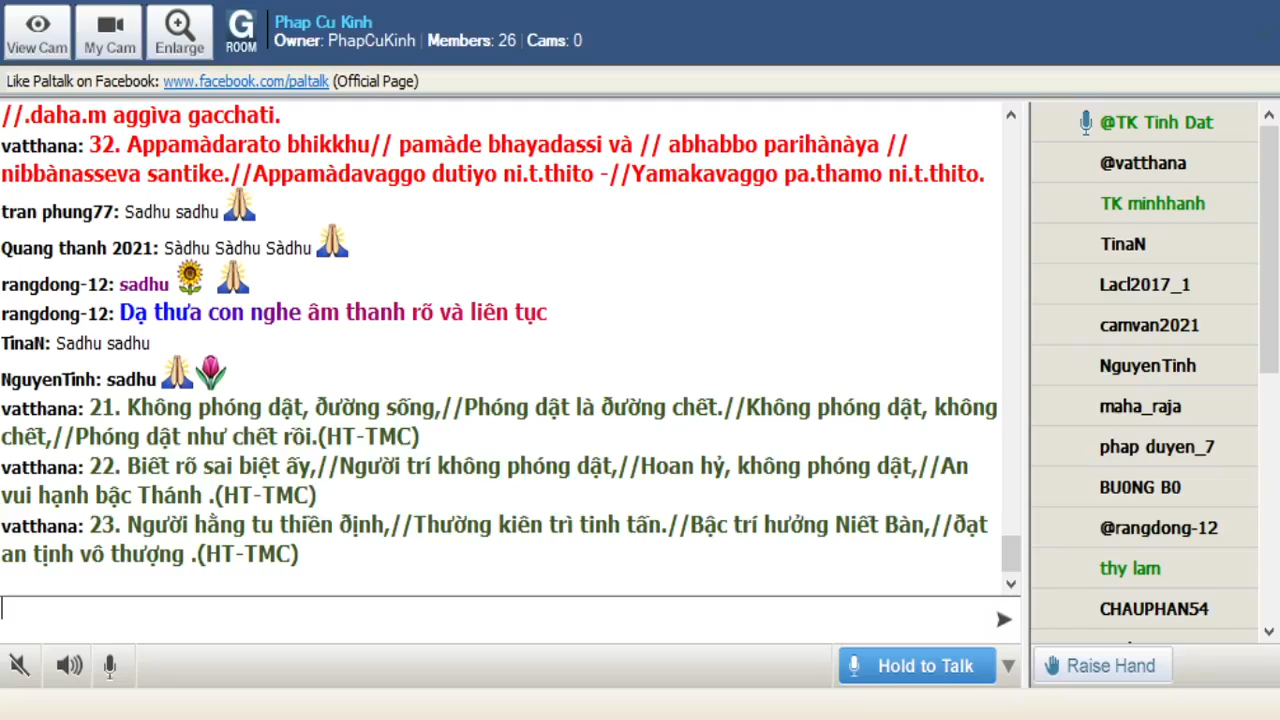 View Cam
My Cam
Enlarge
G
ROOM
Phap Cu Kinh
Owner: PhapCuKinh | Members: 26 | Cams: 0
Like Paltalk on Facebook: www.facebook.com/paltalk (Official Page)
//.daha.m aggìva gacchati.
vatthana: 32. Appamàdarato bhikkhu// pamàde bhayadassi và // abhabbo parihànàya //
nibbànasseva santike.//Appamàdavaggo dutiyo ni.t.thito -//Yamakavaggo pa.thamo ni.t.thito.
tran phung77: Sadhu sadhu
Quang thanh 2021: Sàdhu Sàdhu Sàdhu
rangdong-12: sadhu
rangdong-12: Dạ thưa con nghe âm thanh rõ và liên tục
TinaN: Sadhu sadhu
NguyenTinh: sadhu
vatthana: 21. Không phóng dật, ðường sống,//Phóng dật là ðường chết.//Không phóng dật, không
chết,//Phóng dật như chết rồi.(HT-TMC)
vatthana: 22. Biết rõ sai biệt ấy,//Người trí không phóng dật,//Hoan hỷ, không phóng dật,//An
vui hạnh bậc Thánh .(HT-TMC)
vatthana: 23. Người hằng tu thiền ðịnh,//Thường kiên trì tinh tấn.//Bậc trí hưởng Niết Bàn,//ðạt
an tịnh vô thượng .(HT-TMC)
@TK Tinh Dat
@vatthana
TK minhhanh
TinaN
Lacl2017_1
camvan2021
NguyenTinh
maha_raja
phap duyen_7
BU0NG B0
@rangdong-12
thy lam
CHAUPHAN54
Hold to Talk
Raise Hand